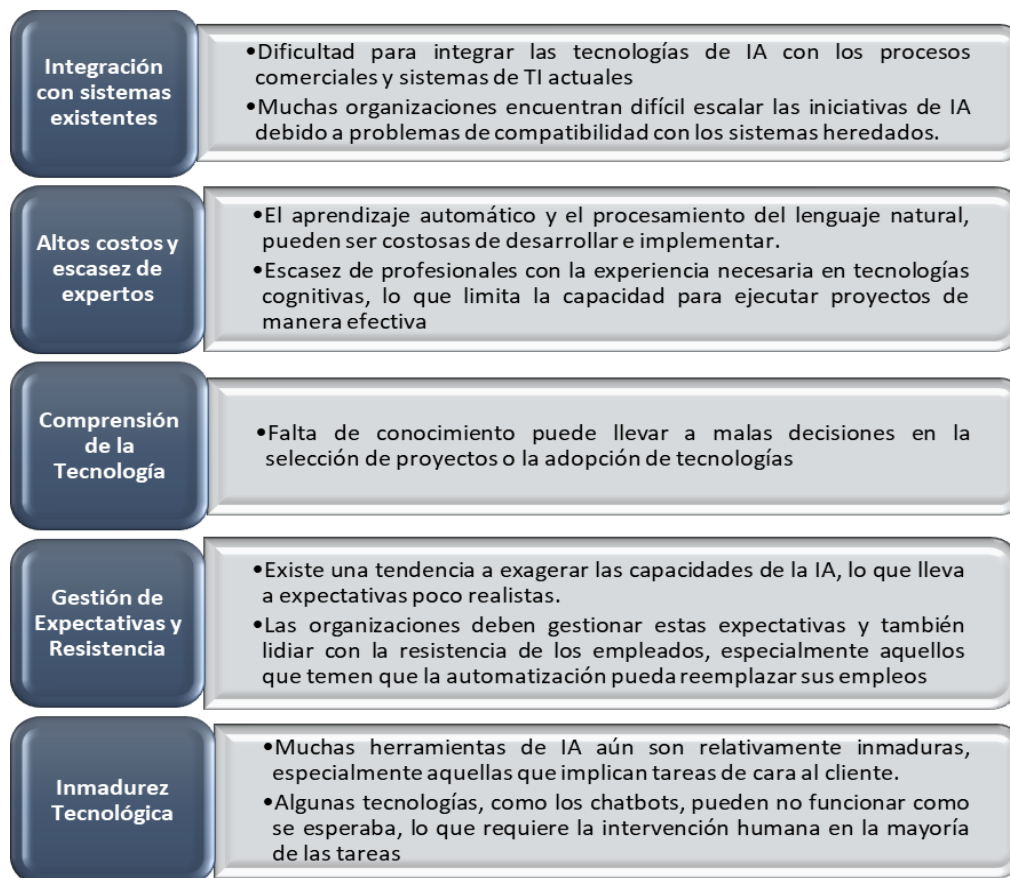 Integración
con sistemas
existentes
•Dificultad para integrar las tecnologías de IA con los procesos
comerciales y sistemas de TI actuales
•Muchas organizaciones encuentran difícil escalar las iniciativas de IA
debido a problemas de compatibilidad con los sistemas heredados.
Altos costos y
escasez de
expertos
•El aprendizaje automático y el procesamiento del lenguaje natural,
pueden ser costosas de desarrollar e implementar.
•Escasez de profesionales con la experiencia necesaria en tecnologías
cognitivas, lo que limita la capacidad para ejecutar proyectos de
manera efectiva
Comprensión
de la
Tecnología
•Falta de conocimiento puede llevar a malas decisiones en la
selección de proyectos o la adopción de tecnologías
Gestión de
Expectativas y
Resistencia
•Existe una tendencia a exagerar las capacidades de la IA, lo que lleva
a expectativas poco realistas.
•Las organizaciones deben gestionar estas expectativas y también
lidiar con la resistencia de los empleados, especialmente aquellos
que temen que la automatización pueda reemplazar sus empleos
Inmadurez
Tecnológica
•Muchas herramientas de IA aún son relativamente inmaduras,
especialmente aquellas que implican tareas de cara al cliente.
•Algunas tecnologías, como los chatbots, pueden no funcionar como
se esperaba, lo que requiere la intervención humana en la mayoría
de las tareas